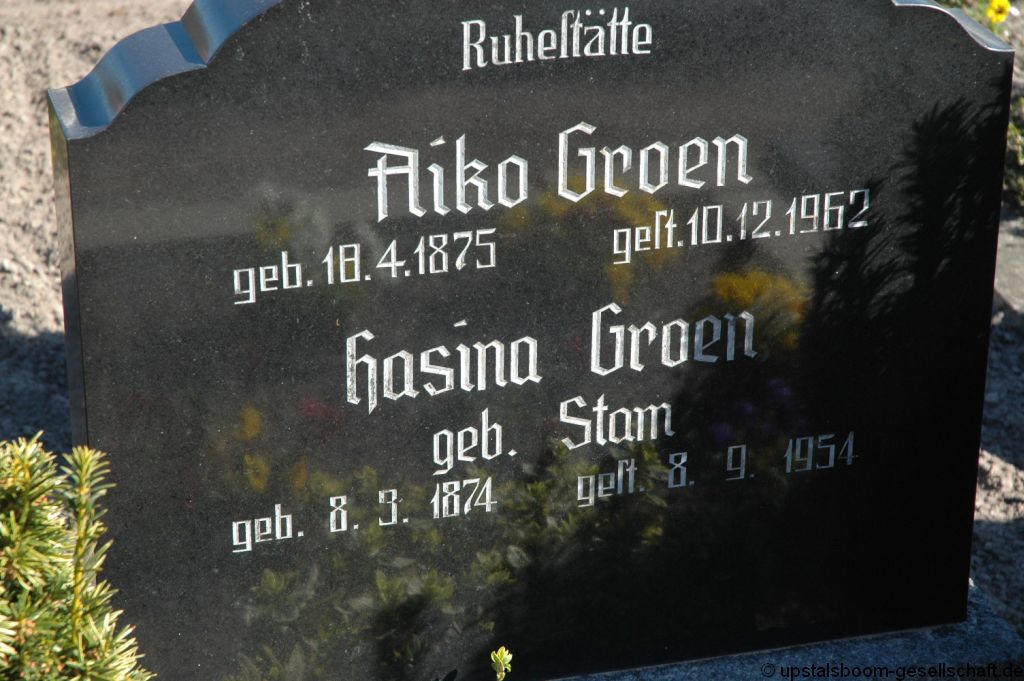 Ruheſtätte
Aiko Groen
geb. 18.4.1875 geſt. 10.12.1962
Hasina Groen
geb. Stam
geb. 8. 3. 1874 geſt. 8. 9. 1954
© upstalsboom-gesellschaft.de